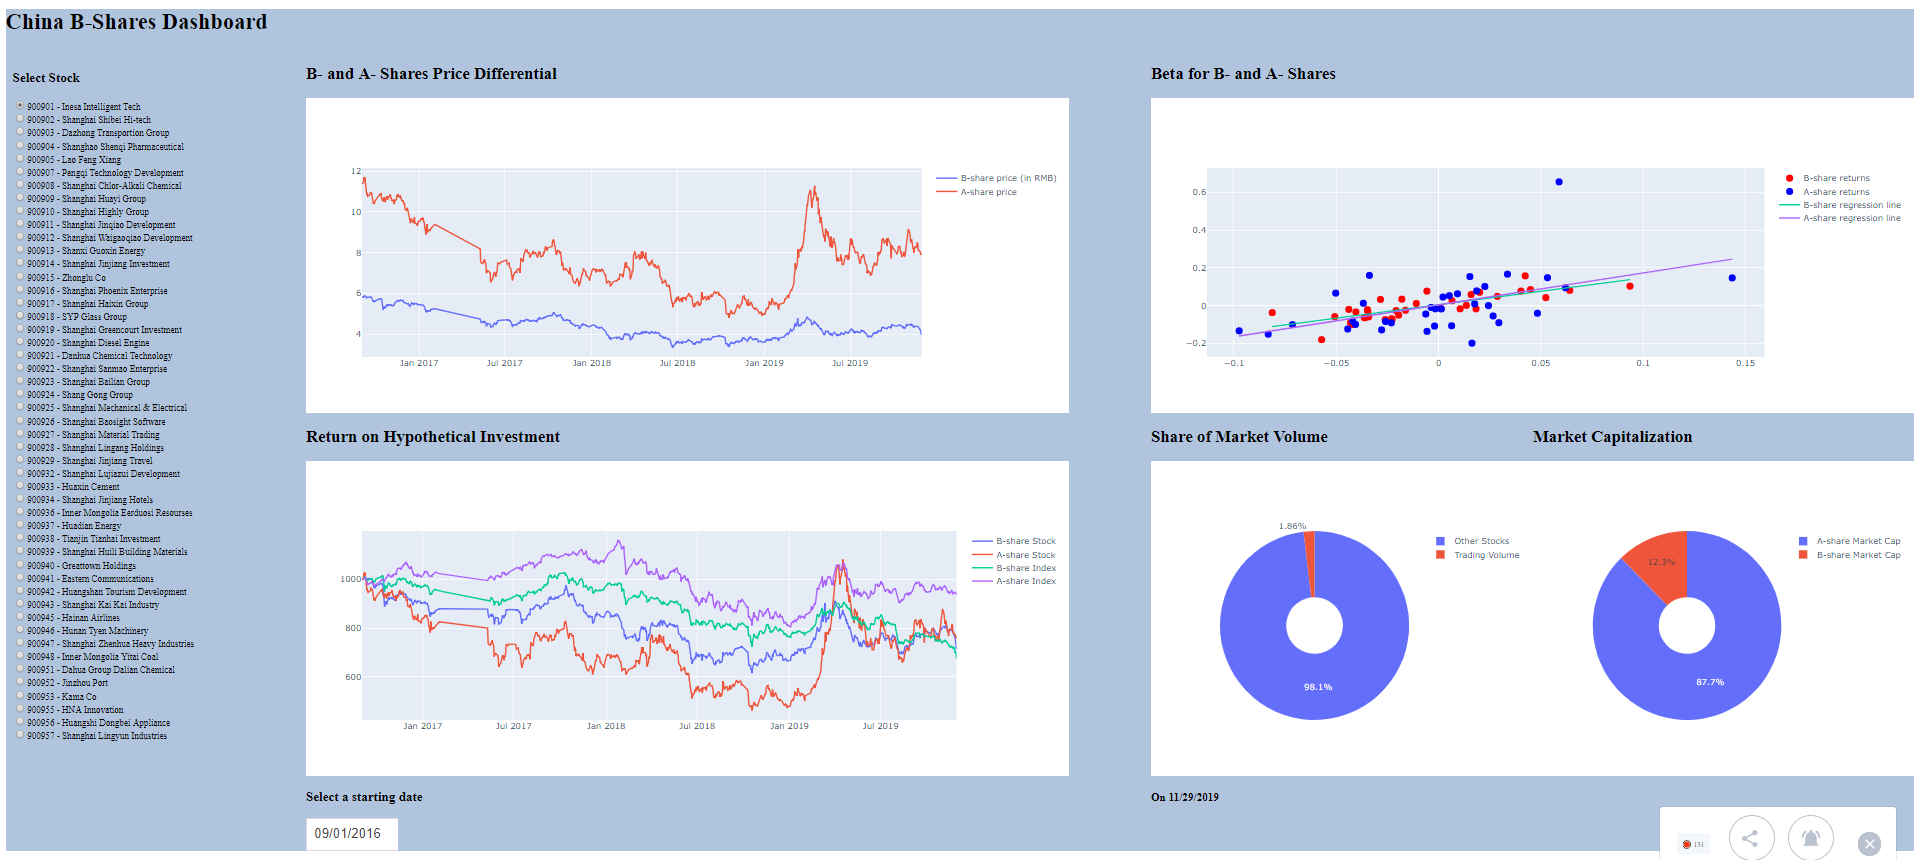 China B-Shares Dashboard
Select Stock
900901 - Inesa Intelligent Tech
900902 - Shanghai Shibei Hi-tech
900903 - Dazhong Transportion Group
900904 - Shanghao Shenqi Pharmaceutical
900905 - Lao Feng Xiang
900907 - Pengqi Technology Development
900908 - Shanghai Chlor-Alkali Chemical
900909 - Shanghai Huayi Group
900910 - Shanghai Highly Group
900911 - Shanghai Jinqiao Development
900912 - Shanghai Waigaoqiao Development
900913 - Shanxi Guoxin Energy
900914 - Shanghai Jinjiang Investment
900915 - Zhonglu Co
900916 - Shanghai Phoenix Enterprise
900917 - Shanghai Haixin Group
900918 - SYP Glass Group
900919 - Shanghai Greencourt Investment
900920 - Shanghai Diesel Engine
900921 - Danhua Chemical Technology
900922 - Shanghai Sanmao Enterprise
900923 - Shanghai Bailian Group
900924 - Shang Gong Group
900925 - Shanghai Mechanical & Electrical
900926 - Shanghai Baosight Software
900927 - Shanghai Material Trading
900928 - Shanghai Lingang Holdings
900929 - Shanghai Jinjiang Travel
900932 - Shanghai Lujiazui Development
900933 - Huaxin Cement
900934 - Shanghai Jinjiang Hotels
900936 - Inner Mongolia Eerduosi Resourses
900937 - Huadian Energy
900938 - Tianjin Tianhai Investment
900939 - Shanghai Huili Building Materials
900940 - Greattown Holdings
900941 - Eastern Communications
900942 - Huangshan Tourism Development
900943 - Shanghai Kai Kai Industry
900945 - Hainan Airlines
900946 - Hunan Tyen Machinery
900947 - Shanghai Zhenhua Heavy Industries
900948 - Inner Mongolia Yitai Coal
900951 - Dahua Group Dalian Chemical
900952 - Jinzhou Port
900953 - Kama Co
900955 - HNA Innovation
900956 - Huangshi Dongbei Appliance
900957 - Shanghai Lingyun Industries
B- and A- Shares Price Differential
12
10
8
6
4
Jan 2017 Jul 2017 Jan 2018 Jul 2018 Jan 2019 Jul 2019
B-share price (in RMB)
A-share price
Beta for B- and A- Shares
0.6
0.4
0.2
0
−0.2
−0.1 −0.05 0 0.05 0.1 0.15
B-share returns
A-share returns
B-share regression line
A-share regression line
Return on Hypothetical Investment
1000
800
600
Jan 2017 Jul 2017 Jan 2018 Jul 2018 Jan 2019 Jul 2019
B-share Stock
A-share Stock
B-share Index
A-share Index
Select a starting date
09/01/2016
Share of Market Volume
1.86%
98.1%
Other Stocks
Trading Volume
Market Capitalization
12.3%
87.7%
A-share Market Cap
B-share Market Cap
On 11/29/2019
151